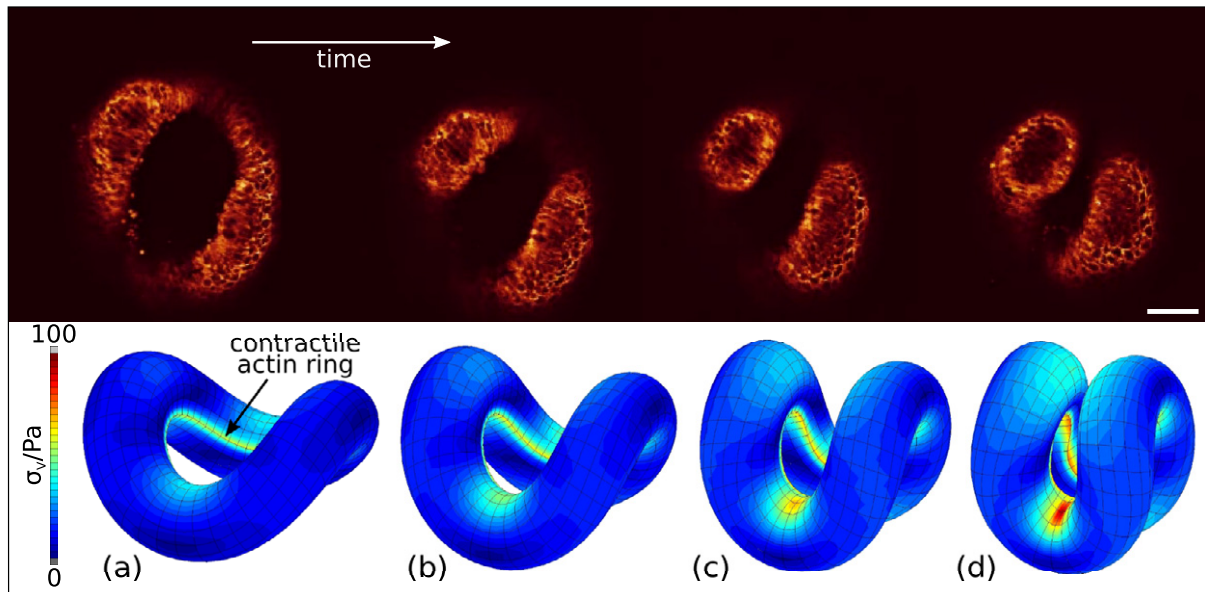 time
100
contractile
actin ring
σᵥ/Pa
0
(a)
(b)
(c)
(d)